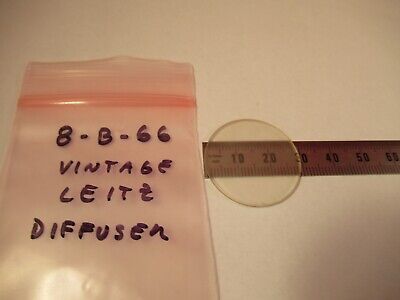 8-B-66
VINTAGE
LEITZ
DIFFUSER
10 20 30 40 50 60